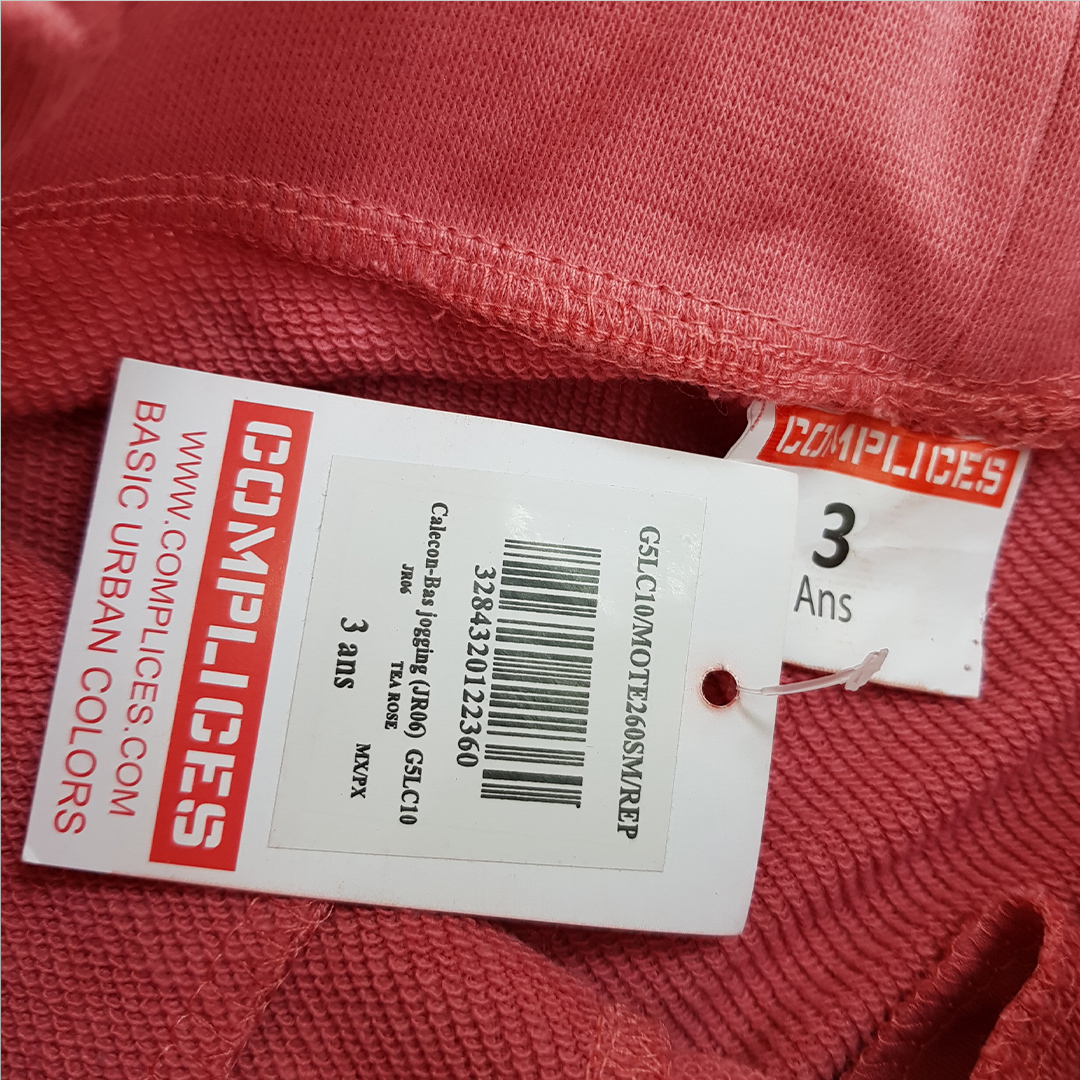 COMPLICES
3
Ans
G5LC10/MOTE260SM/REP
3284320122360
Calecon-Bas jogging (JR06) G5LC10
JR06 TEA ROSE
3 ans MX/PX
COMPLICES
WWW.COMPLICES.COM
BASIC URBAN COLORS